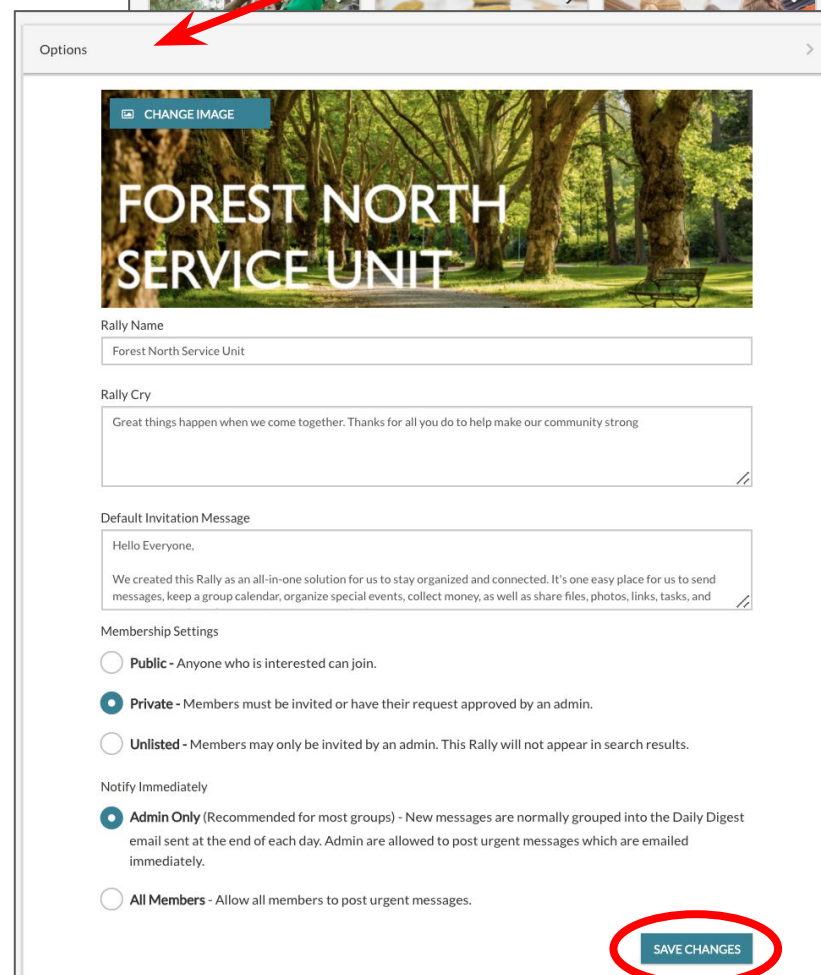 Options
CHANGE IMAGE
FOREST NORTH
SERVICE UNIT
Rally Name
Forest North Service Unit
Rally Cry
Great things happen when we come together. Thanks for all you do to help make our community strong
Default Invitation Message
Hello Everyone,
We created this Rally as an all-in-one solution for us to stay organized and connected. It's one easy place for us to send
messages, keep a group calendar, organize special events, collect money, as well as share files, photos, links, tasks, and
Membership Settings
Public - Anyone who is interested can join.
Private - Members must be invited or have their request approved by an admin.
Unlisted - Members may only be invited by an admin. This Rally will not appear in search results.
Notify Immediately
Admin Only (Recommended for most groups) - New messages are normally grouped into the Daily Digest
email sent at the end of each day. Admin are allowed to post urgent messages which are emailed
immediately.
All Members - Allow all members to post urgent messages.
SAVE CHANGES